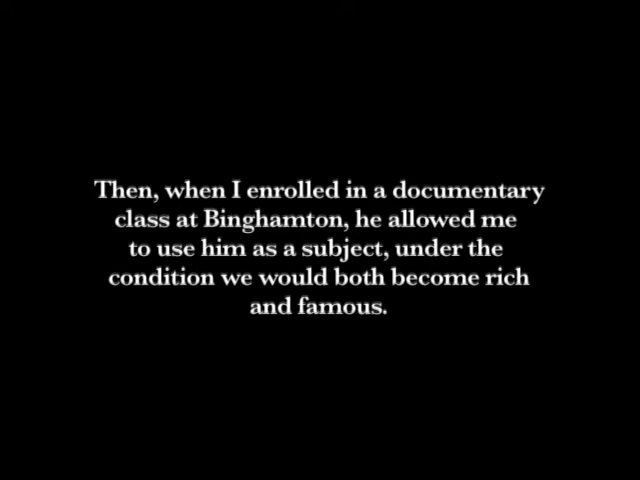 Then, when I enrolled in a documentary
class at Binghamton, he allowed me
to use him as a subject, under the
condition we would both become rich
and famous.